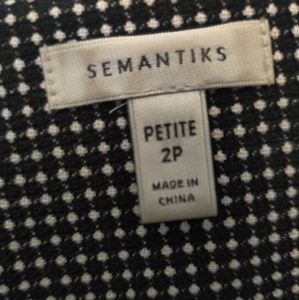 SEMANTIKS
PETITE
2P
MADE IN
CHINA